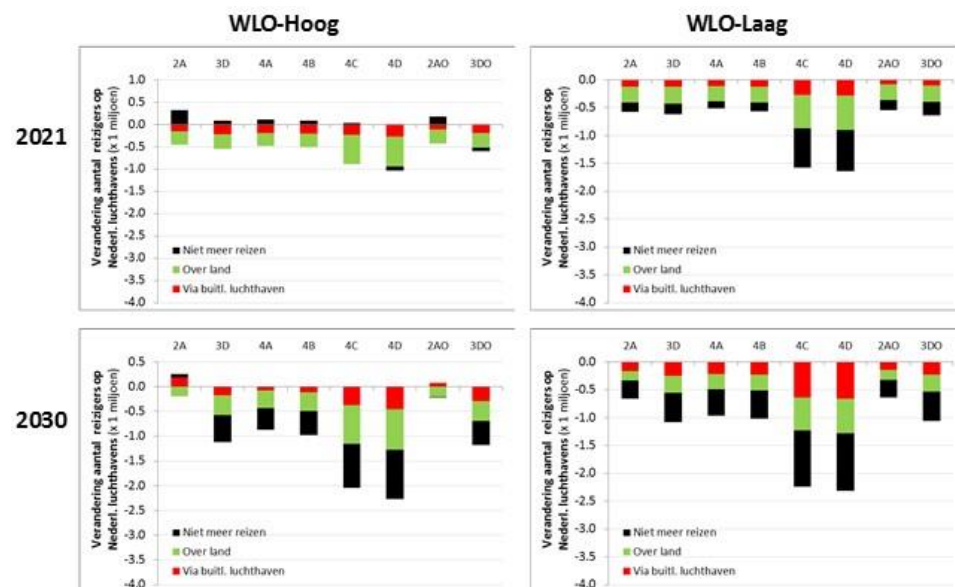 WLO-Hoog
WLO-Laag
2021
Verandering aantal reizigers op
Nederl. luchthavens (x 1 miljoen)
2A 3D 4A 4B 4C 4D 2AO 3DO
1.0
0.5
0.0
-0.5
-1.0
-1.5
-2.0
-2.5
-3.0
-3.5
-4.0
Niet meer reizen
Over land
Via buitl. luchthaven
Verandering aantal reizigers op
Nederl. luchthavens (x 1 miljoen)
2A 3D 4A 4B 4C 4D 2AO 3DO
0.0
-0.5
-1.0
-1.5
-2.0
-2.5
-3.0
-3.5
-4.0
Niet meer reizen
Over land
Via buitl. luchthaven
2030
Verandering aantal reizigers op
Nederl. luchthavens (x 1 miljoen)
2A 3D 4A 4B 4C 4D 2AO 3DO
0.5
0.0
-0.5
-1.0
-1.5
-2.0
-2.5
-3.0
-3.5
-4.0
Niet meer reizen
Over land
Via buitl. luchthaven
Verandering aantal reizigers op
Nederl. luchthavens (x 1 miljoen)
2A 3D 4A 4B 4C 4D 2AO 3DO
0.0
-0.5
-1.0
-1.5
-2.0
-2.5
-3.0
-3.5
-4.0
Niet meer reizen
Over land
Via buitl. luchthaven